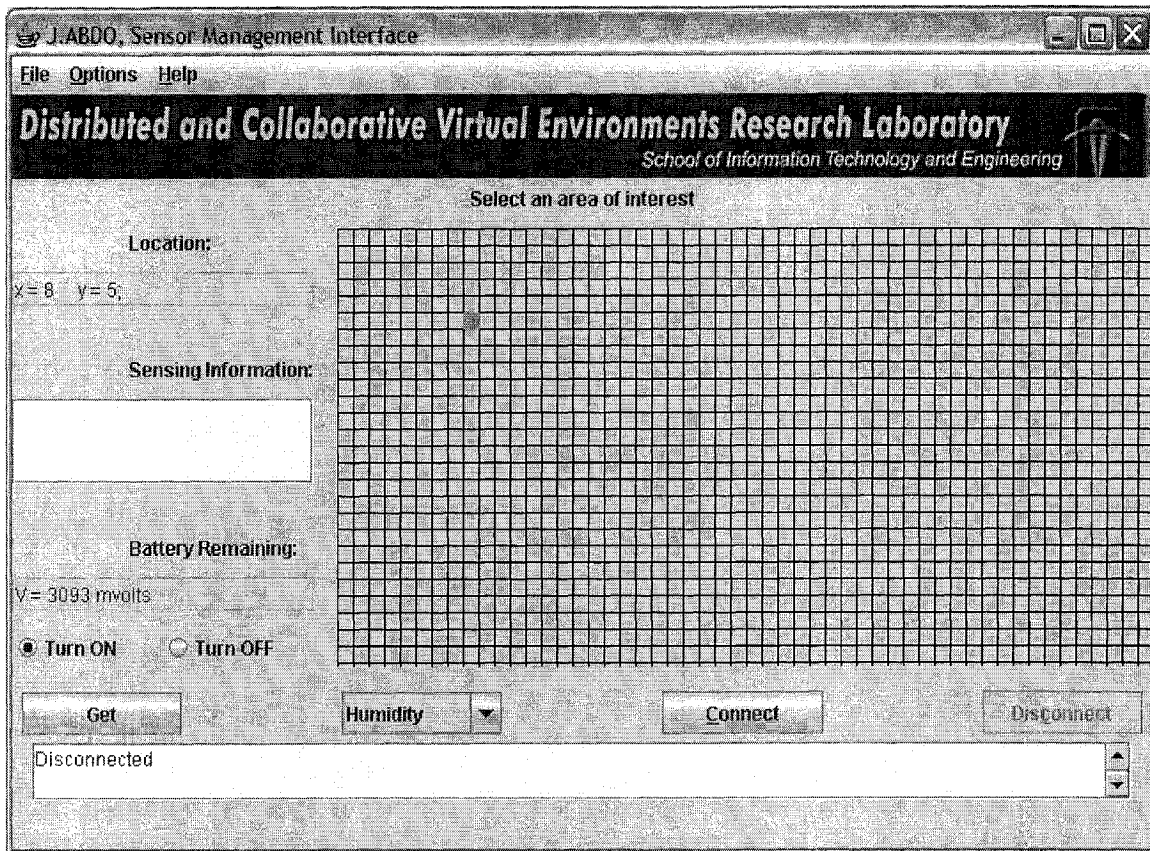 J.ABDO, Sensor Management Interface
File Options Help
Distributed and Collaborative Virtual Environments Research Laboratory
School of Information Technology and Engineering
Select an area of interest
Location:
x = 8 y = 5;
Sensing Information:
Battery Remaining:
V = 3093 mvolts
Turn ON Turn OFF
Get Humidity Connect Disconnect
Disconnected